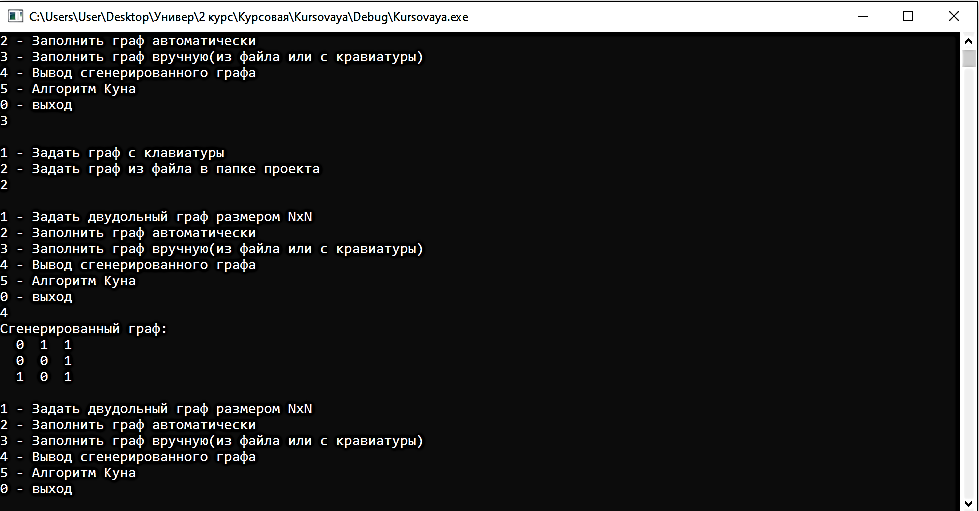 C:\Users\User\Desktop\Универ\2 курс\Курсовая\Kursovaya\Debug\Kursovaya.exe
2 - Заполнить граф автоматически
3 - Заполнить граф вручную(из файла или с кравиатуры)
4 - Вывод сгенерированного графа
5 - Алгоритм Куна
0 - выход
3
1 - Задать граф с клавиатуры
2 - Задать граф из файла в папке проекта
2
1 - Задать двудольный граф размером NxN
2 - Заполнить граф автоматически
3 - Заполнить граф вручную(из файла или с кравиатуры)
4 - Вывод сгенерированного графа
5 - Алгоритм Куна
0 - выход
4
Сгенерированный граф:
0 1 1
0 0 1
1 0 1
1 - Задать двудольный граф размером NxN
2 - Заполнить граф автоматически
3 - Заполнить граф вручную(из файла или с кравиатуры)
4 - Вывод сгенерированного графа
5 - Алгоритм Куна
0 - выход